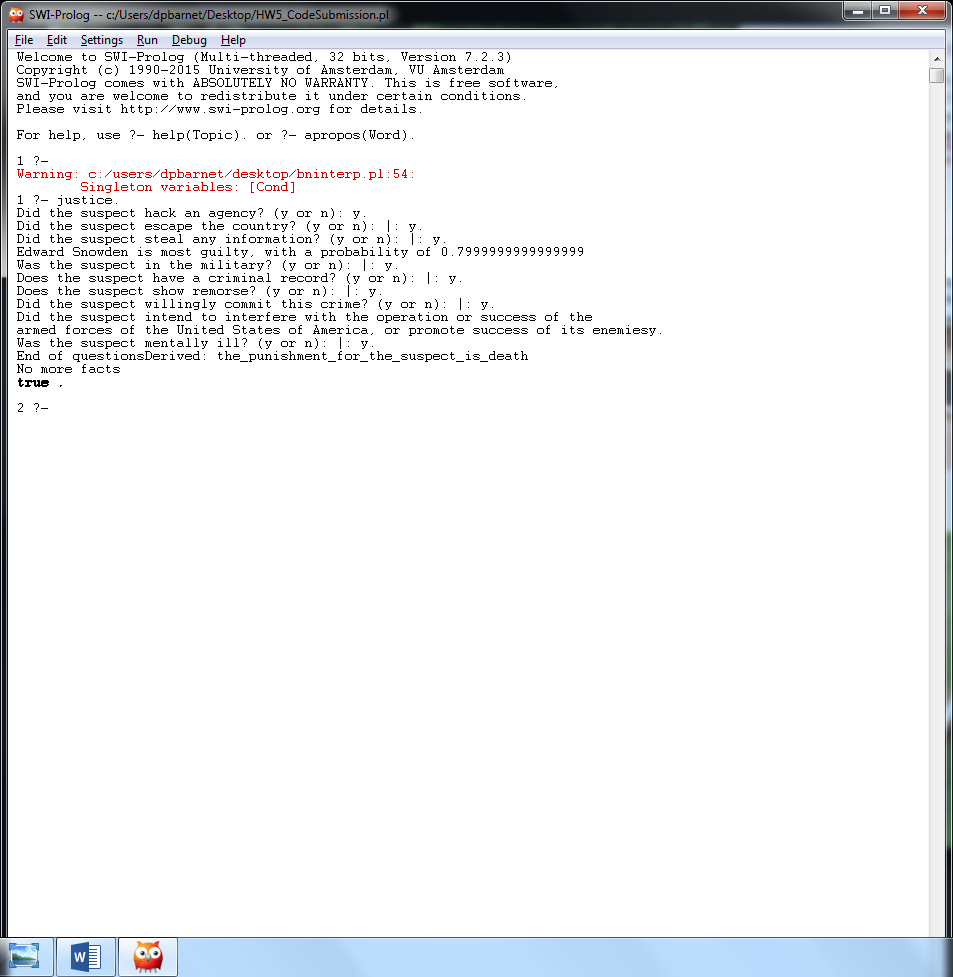 SWI-Prolog -- c:/Users/dpbarnet/Desktop/HW5_CodeSubmission.pl
File Edit Settings Run Debug Help
Welcome to SWI-Prolog (Multi-threaded, 32 bits, Version 7.2.3)
Copyright (c) 1990-2015 University of Amsterdam, VU Amsterdam
SWI-Prolog comes with ABSOLUTELY NO WARRANTY. This is free software,
and you are welcome to redistribute it under certain conditions.
Please visit http://www.swi-prolog.org for details.
For help, use ?- help(Topic). or ?- apropos(Word).
1 ?-
Warning: c:/users/dpbarnet/desktop/bninterp.pl:54:
Singleton variables: [Cond]
1 ?- justice.
Did the suspect hack an agency? (y or n): y.
Did the suspect escape the country? (y or n): |: y.
Did the suspect steal any information? (y or n): |: y.
Edward Snowden is most guilty, with a probability of 0.7999999999999999
Was the suspect in the military? (y or n): |: y.
Does the suspect have a criminal record? (y or n): |: y.
Does the suspect show remorse? (y or n): |: y.
Did the suspect willingly commit this crime? (y or n): |: y.
Did the suspect intend to interfere with the operation or success of the
armed forces of the United States of America, or promote success of its enemiesy.
Was the suspect mentally ill? (y or n): |: y.
End of questionsDerived: the_punishment_for_the_suspect_is_death
No more facts
true .
2 ?-
W